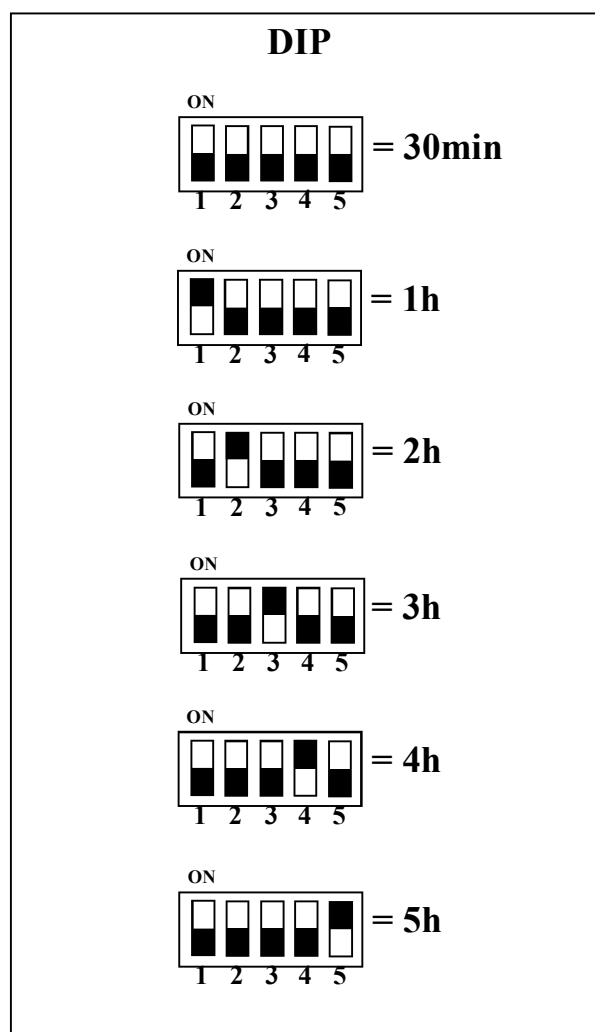 DIP
ON
= 30min
1 2 3 4 5
ON
= 1h
1 2 3 4 5
ON
= 2h
1 2 3 4 5
ON
= 3h
1 2 3 4 5
ON
= 4h
1 2 3 4 5
ON
= 5h
1 2 3 4 5